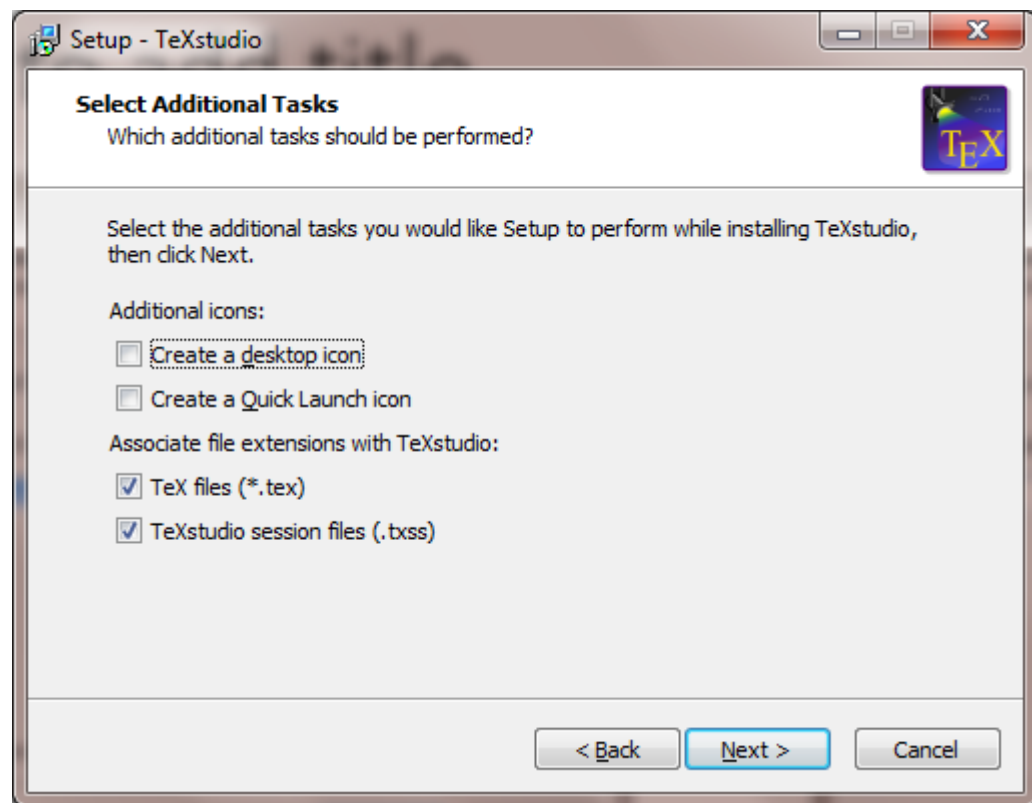 Setup - TeXstudio
Select Additional Tasks
Which additional tasks should be performed?
TEX
Select the additional tasks you would like Setup to perform while installing TeXstudio,
then click Next.
Additional icons:
Create a desktop icon
Create a Quick Launch icon
Associate file extensions with TeXstudio:
TeX files (*.tex)
TeXstudio session files (.txss)
< Back
Next >
Cancel